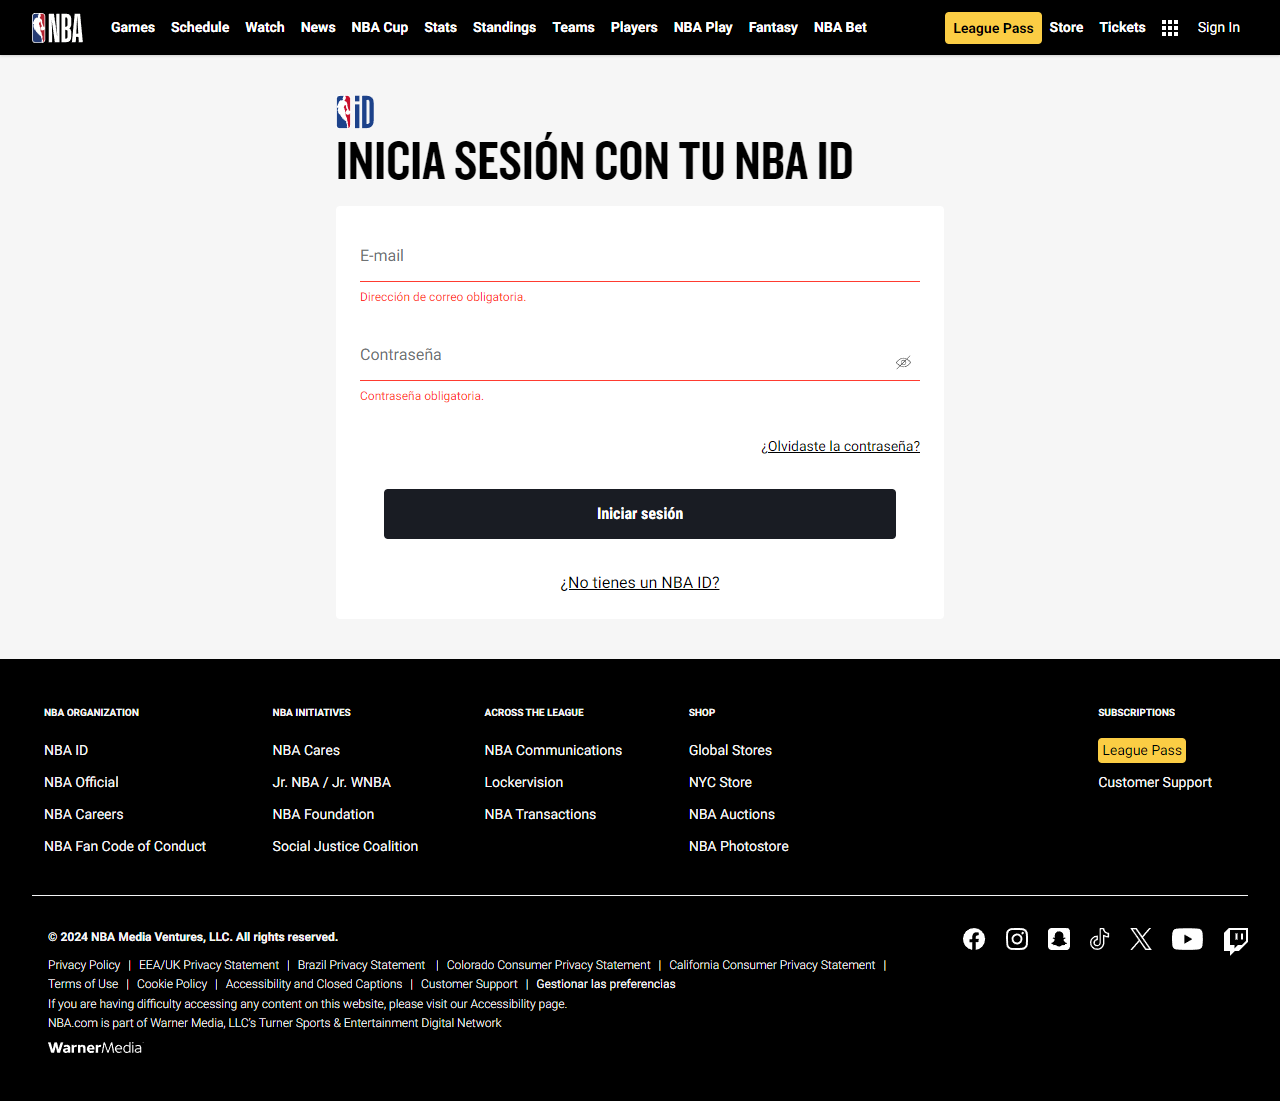 NBA Games Schedule Watch News NBA Cup Stats Standings Teams Players NBA Play Fantasy NBA Bet League Pass Store Tickets Sign In
iD
INICIA SESIÓN CON TU NBA ID
E-mail
Dirección de correo obligatoria.
Contraseña
Contraseña obligatoria.
¿Olvidaste la contraseña?
Iniciar sesión
¿No tienes un NBA ID?
NBA ORGANIZATION
NBA ID
NBA Official
NBA Careers
NBA Fan Code of Conduct
NBA INITIATIVES
NBA Cares
Jr. NBA / Jr. WNBA
NBA Foundation
Social Justice Coalition
ACROSS THE LEAGUE
NBA Communications
Lockervision
NBA Transactions
SHOP
Global Stores
NYC Store
NBA Auctions
NBA Photostore
SUBSCRIPTIONS
League Pass
Customer Support
© 2024 NBA Media Ventures, LLC. All rights reserved.
Privacy Policy | EEA/UK Privacy Statement | Brazil Privacy Statement | Colorado Consumer Privacy Statement | California Consumer Privacy Statement |
Terms of Use | Cookie Policy | Accessibility and Closed Captions | Customer Support | Gestionar las preferencias
If you are having difficulty accessing any content on this website, please visit our Accessibility page.
NBA.com is part of Warner Media, LLC's Turner Sports & Entertainment Digital Network
WarnerMedia